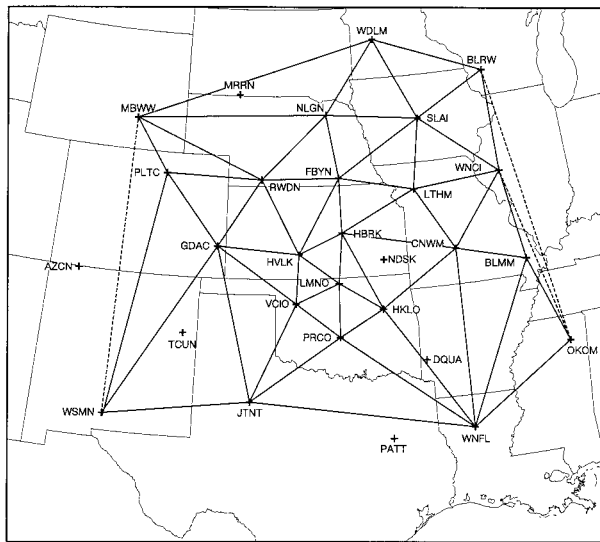 WDLM
BLRW
MRRN
MBWW
NLGN
SLAI
PLTC
RWDN
FBYN
WNCI
LTHM
HBRK
GDAC
CNWM
HVLK
NDSK
BLMM
AZCN
LMNO
VCIO
HKLO
TCUN
PRCO
DQUA
OKOM
WSMN
JTNT
WNFL
PATT